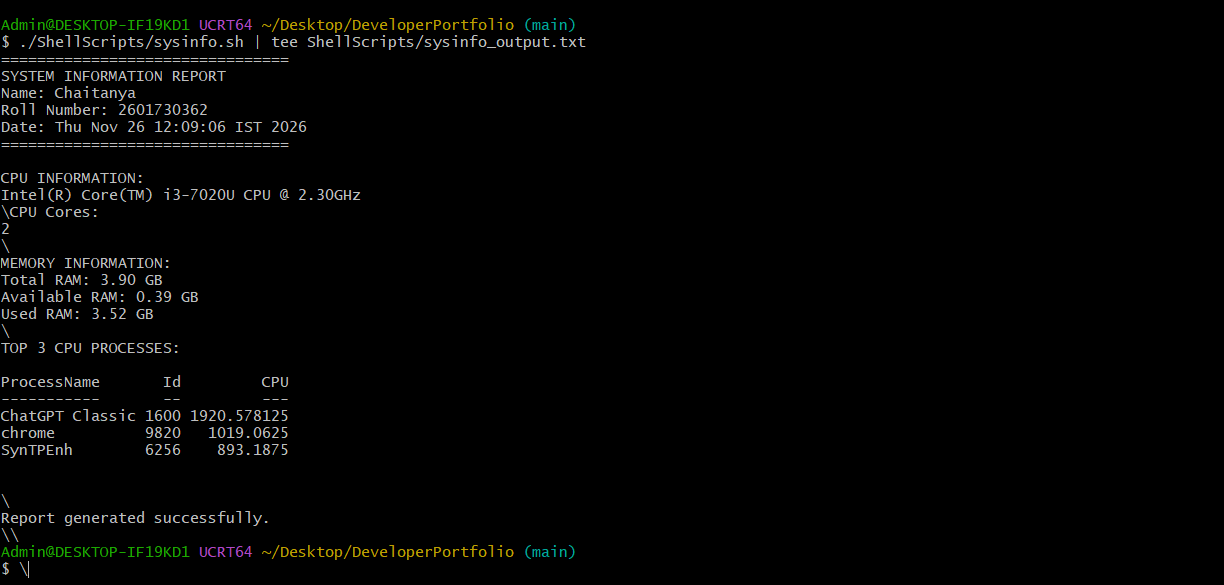 Admin@DESKTOP-IF19KD1 UCRT64 ~/Desktop/DeveloperPortfolio (main)
$ ./ShellScripts/sysinfo.sh | tee ShellScripts/sysinfo_output.txt
================================
SYSTEM INFORMATION REPORT
Name: Chaitanya
Roll Number: 2601730362
Date: Thu Nov 26 12:09:06 IST 2026
================================

CPU INFORMATION:
Intel(R) Core(TM) i3-7020U CPU @ 2.30GHz
\CPU Cores:
2
\
MEMORY INFORMATION:
Total RAM: 3.90 GB
Available RAM: 0.39 GB
Used RAM: 3.52 GB
\
TOP 3 CPU PROCESSES:

ProcessName       Id         CPU
-----------       --         ---
ChatGPT Classic 1600 1920.578125
chrome          9820   1019.0625
SynTPEnh        6256    893.1875


\
Report generated successfully.
\\
Admin@DESKTOP-IF19KD1 UCRT64 ~/Desktop/DeveloperPortfolio (main)
$ \